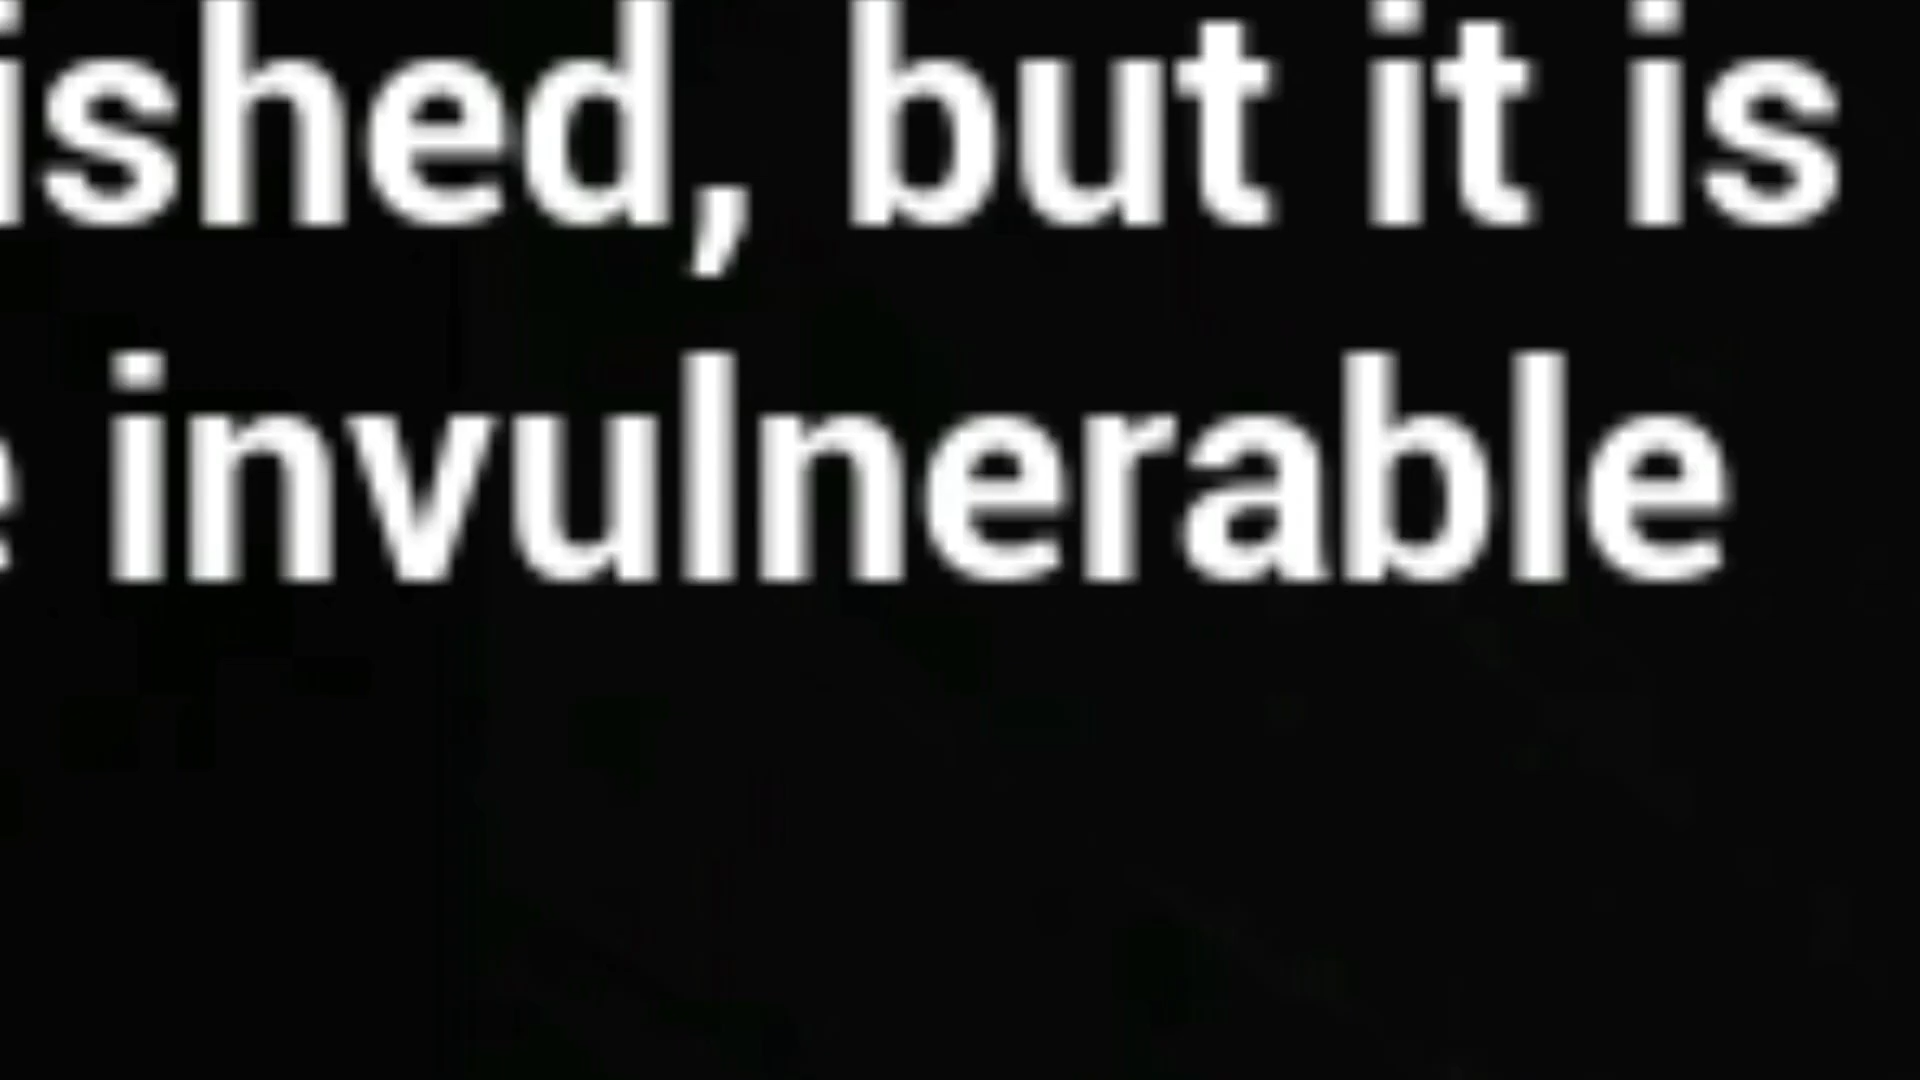 ished, but it is
invulnerable